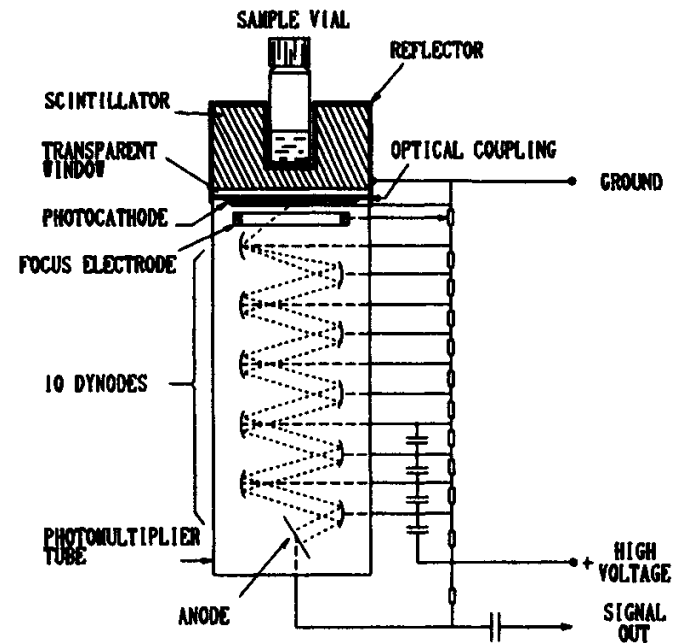 SAMPLE VIAL
REFLECTOR
SCINTILLATOR
TRANSPARENT
WINDOW
OPTICAL COUPLING
GROUND
PHOTOCATHODE
FOCUS ELECTRODE
10 DYNODES
PHOTOMULTIPLIER
TUBE
ANODE
+ HIGH
VOLTAGE
SIGNAL
OUT